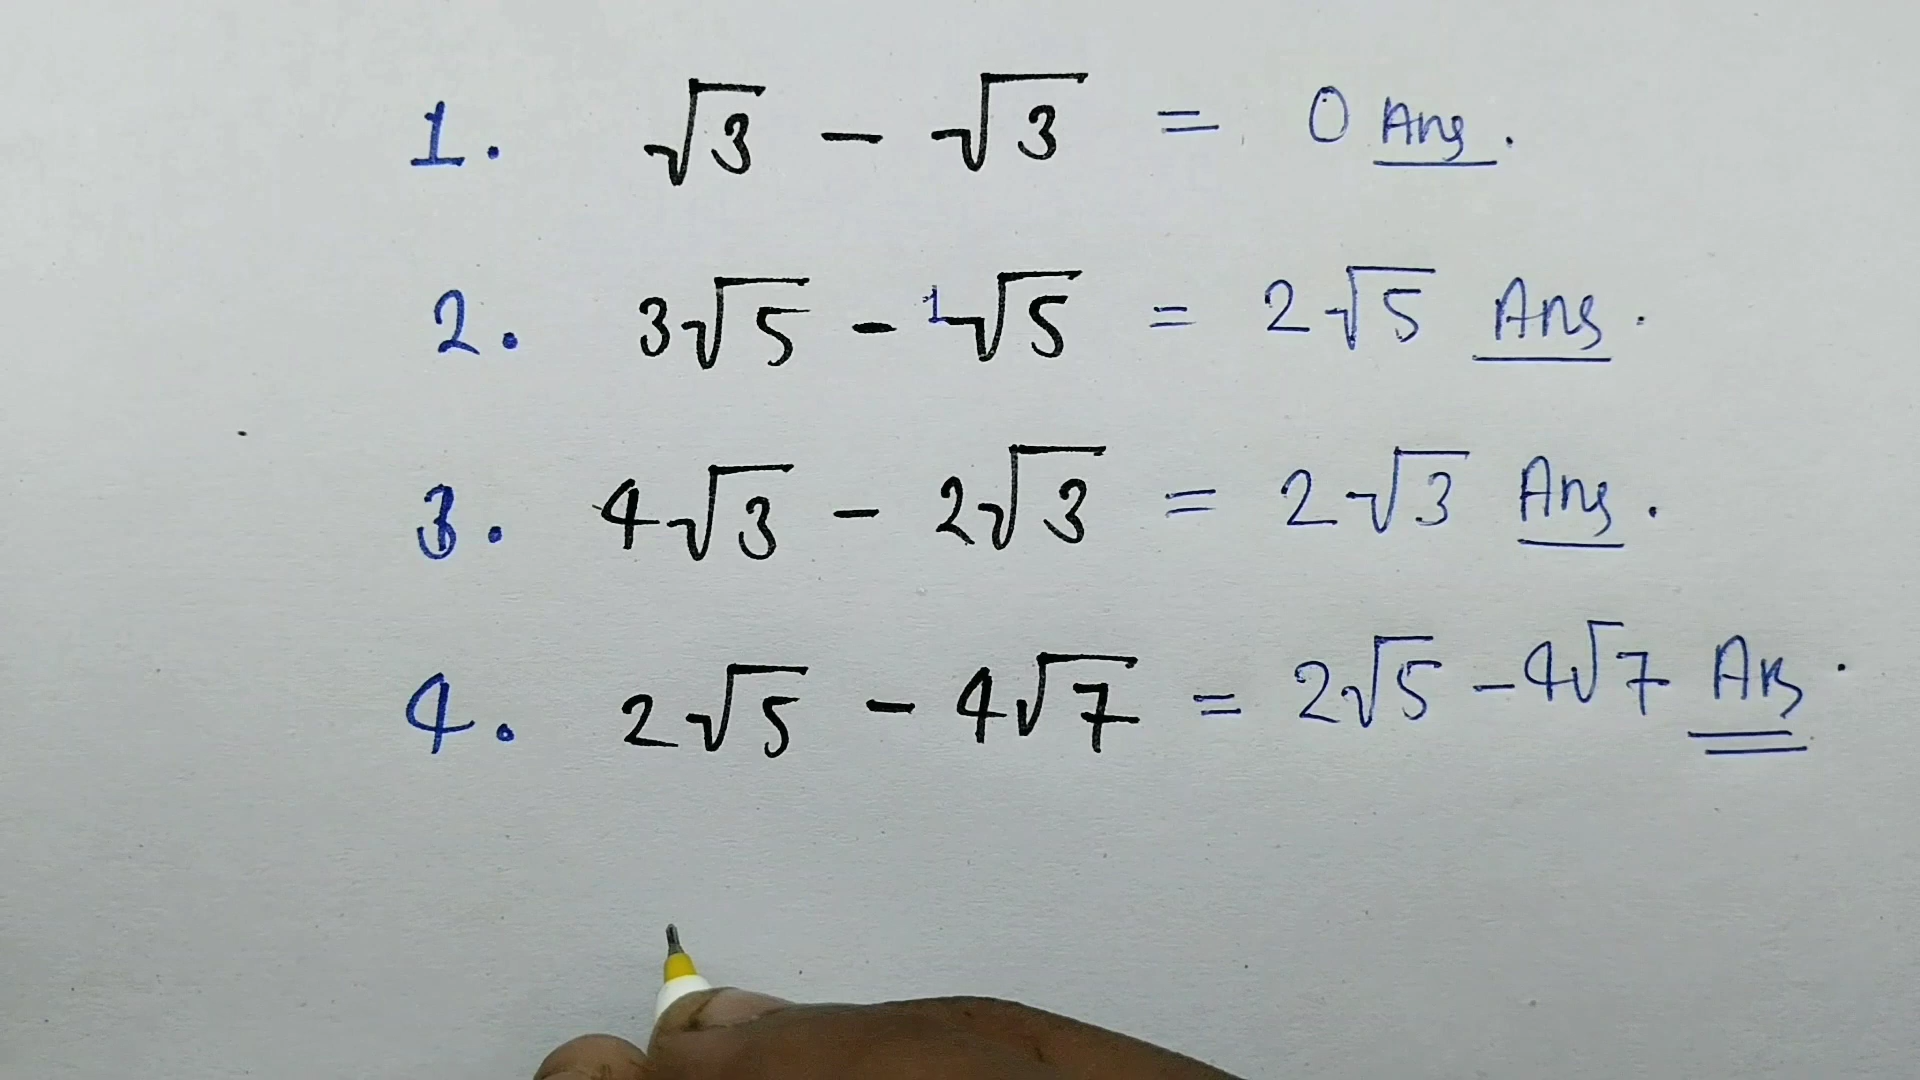 1. √3 - √3 = 0 Ans.
2. 3√5 - 1√5 = 2√5 Ans.
3. 4√3 - 2√3 = 2√3 Ans.
4. 2√5 - 4√7 = 2√5 - 4√7 Ans.